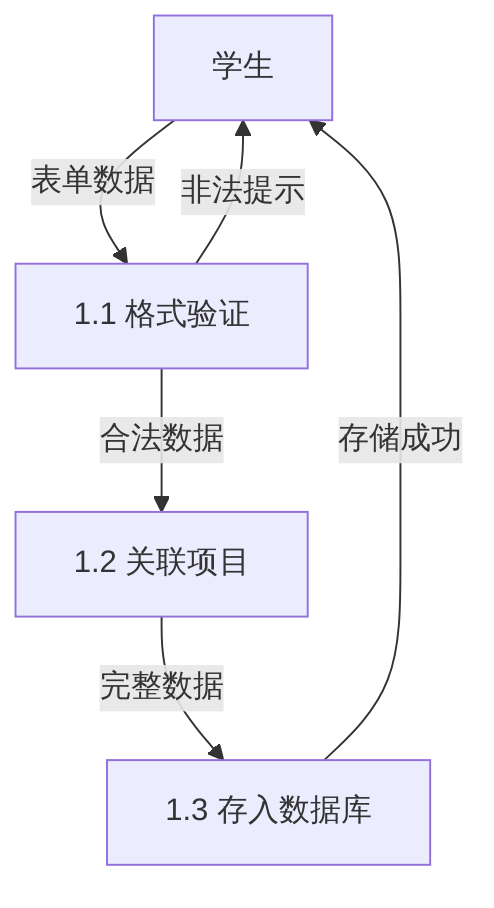 学生
表单数据
非法提示
1.1 格式验证
合法数据
存储成功
1.2 关联项目
完整数据
1.3 存入数据库